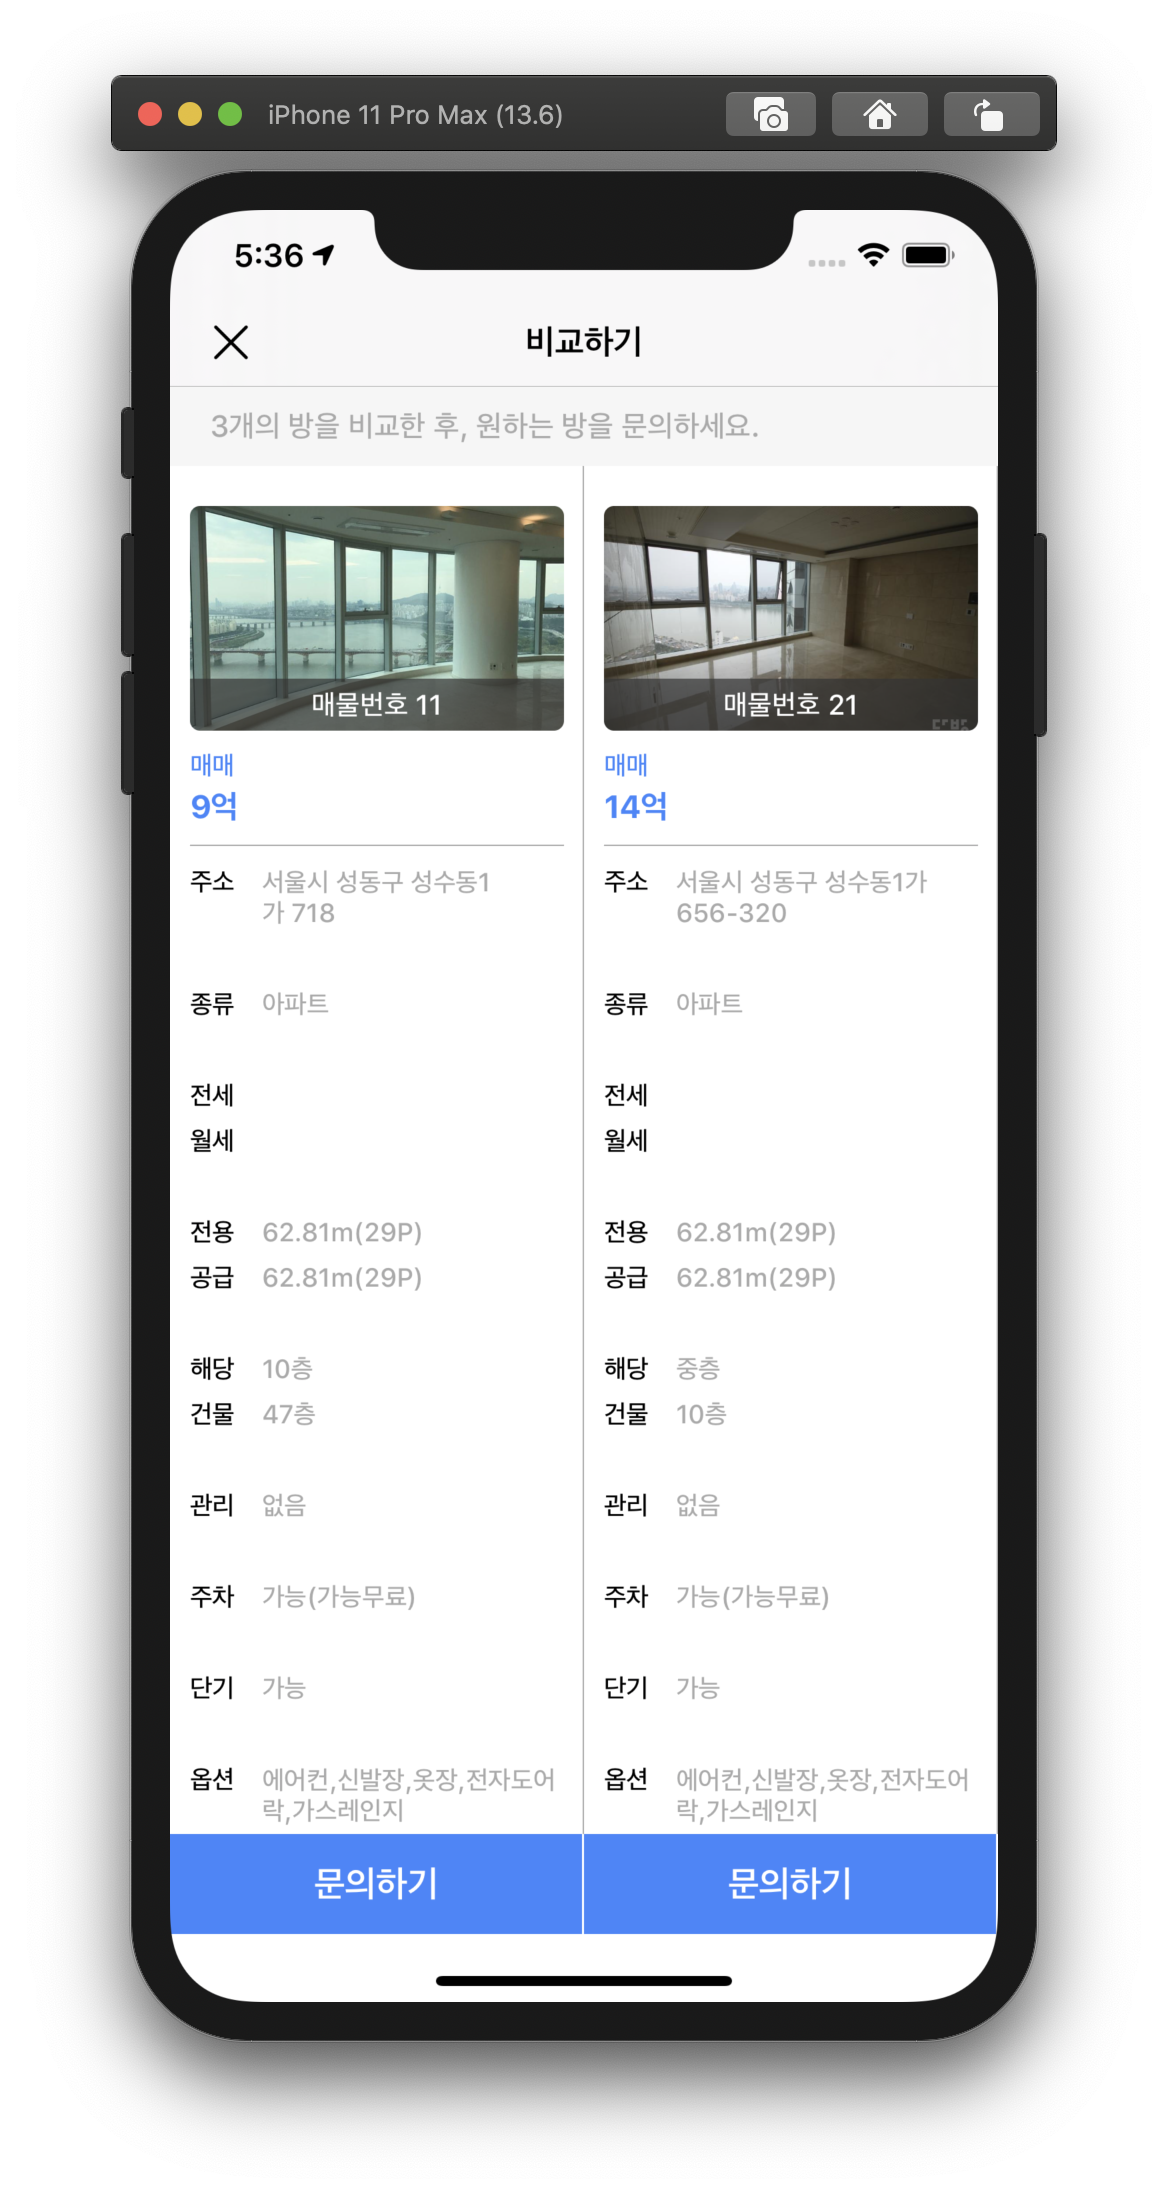 iPhone 11 Pro Max (13.6)
5:36
비교하기
3개의 방을 비교한 후, 원하는 방을 문의하세요.
매물번호 11
매매
9억
주소 서울시 성동구 성수동1
가 718
종류 아파트
전세
월세
전용 62.81m(29P)
공급 62.81m(29P)
해당 10층
건물 47층
관리 없음
주차 가능(가능무료)
단기 가능
옵션 에어컨,신발장,옷장,전자도어
락,가스레인지
문의하기
매물번호 21
매매
14억
주소 서울시 성동구 성수동1가
656-320
종류 아파트
전세
월세
전용 62.81m(29P)
공급 62.81m(29P)
해당 중층
건물 10층
관리 없음
주차 가능(가능무료)
단기 가능
옵션 에어컨,신발장,옷장,전자도어
락,가스레인지
문의하기